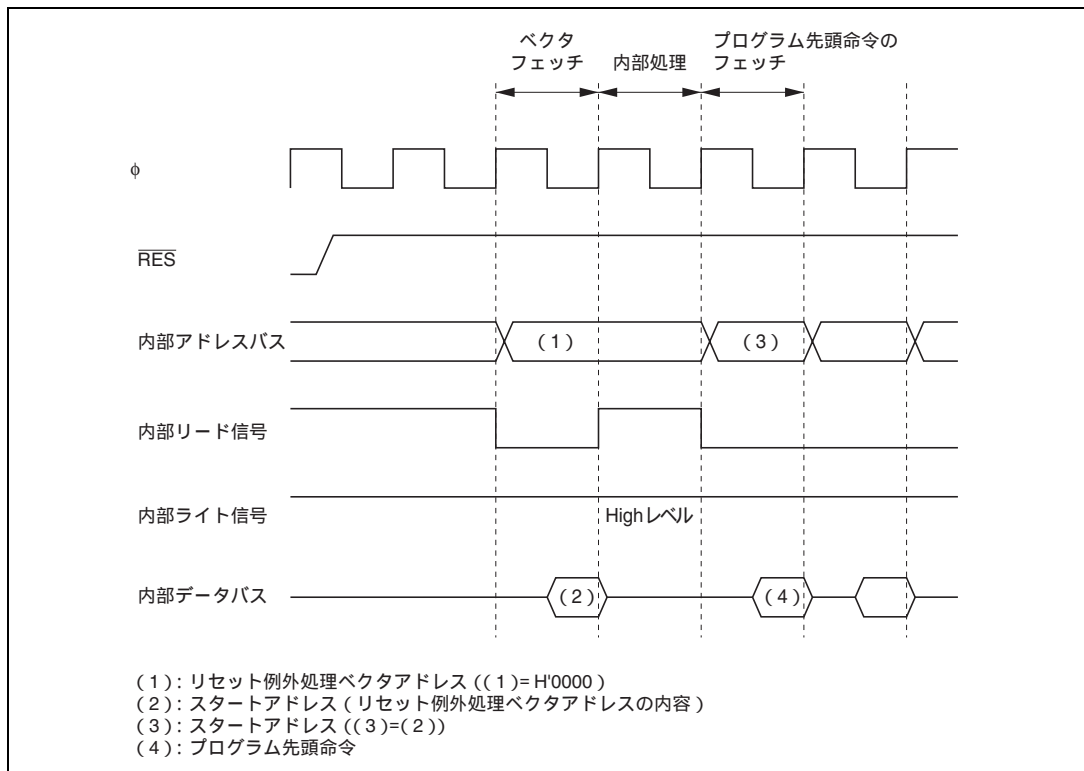 ベクタ
フェッチ
内部処理
プログラム先頭命令の
フェッチ
φ
RES
内部アドレスバス
(1)
(3)
内部リード信号
内部ライト信号
Highレベル
内部データバス
(2)
(4)
(1):リセット例外処理ベクタアドレス((1)=H'0000)
(2):スタートアドレス(リセット例外処理ベクタアドレスの内容)
(3):スタートアドレス((3)=(2))
(4):プログラム先頭命令